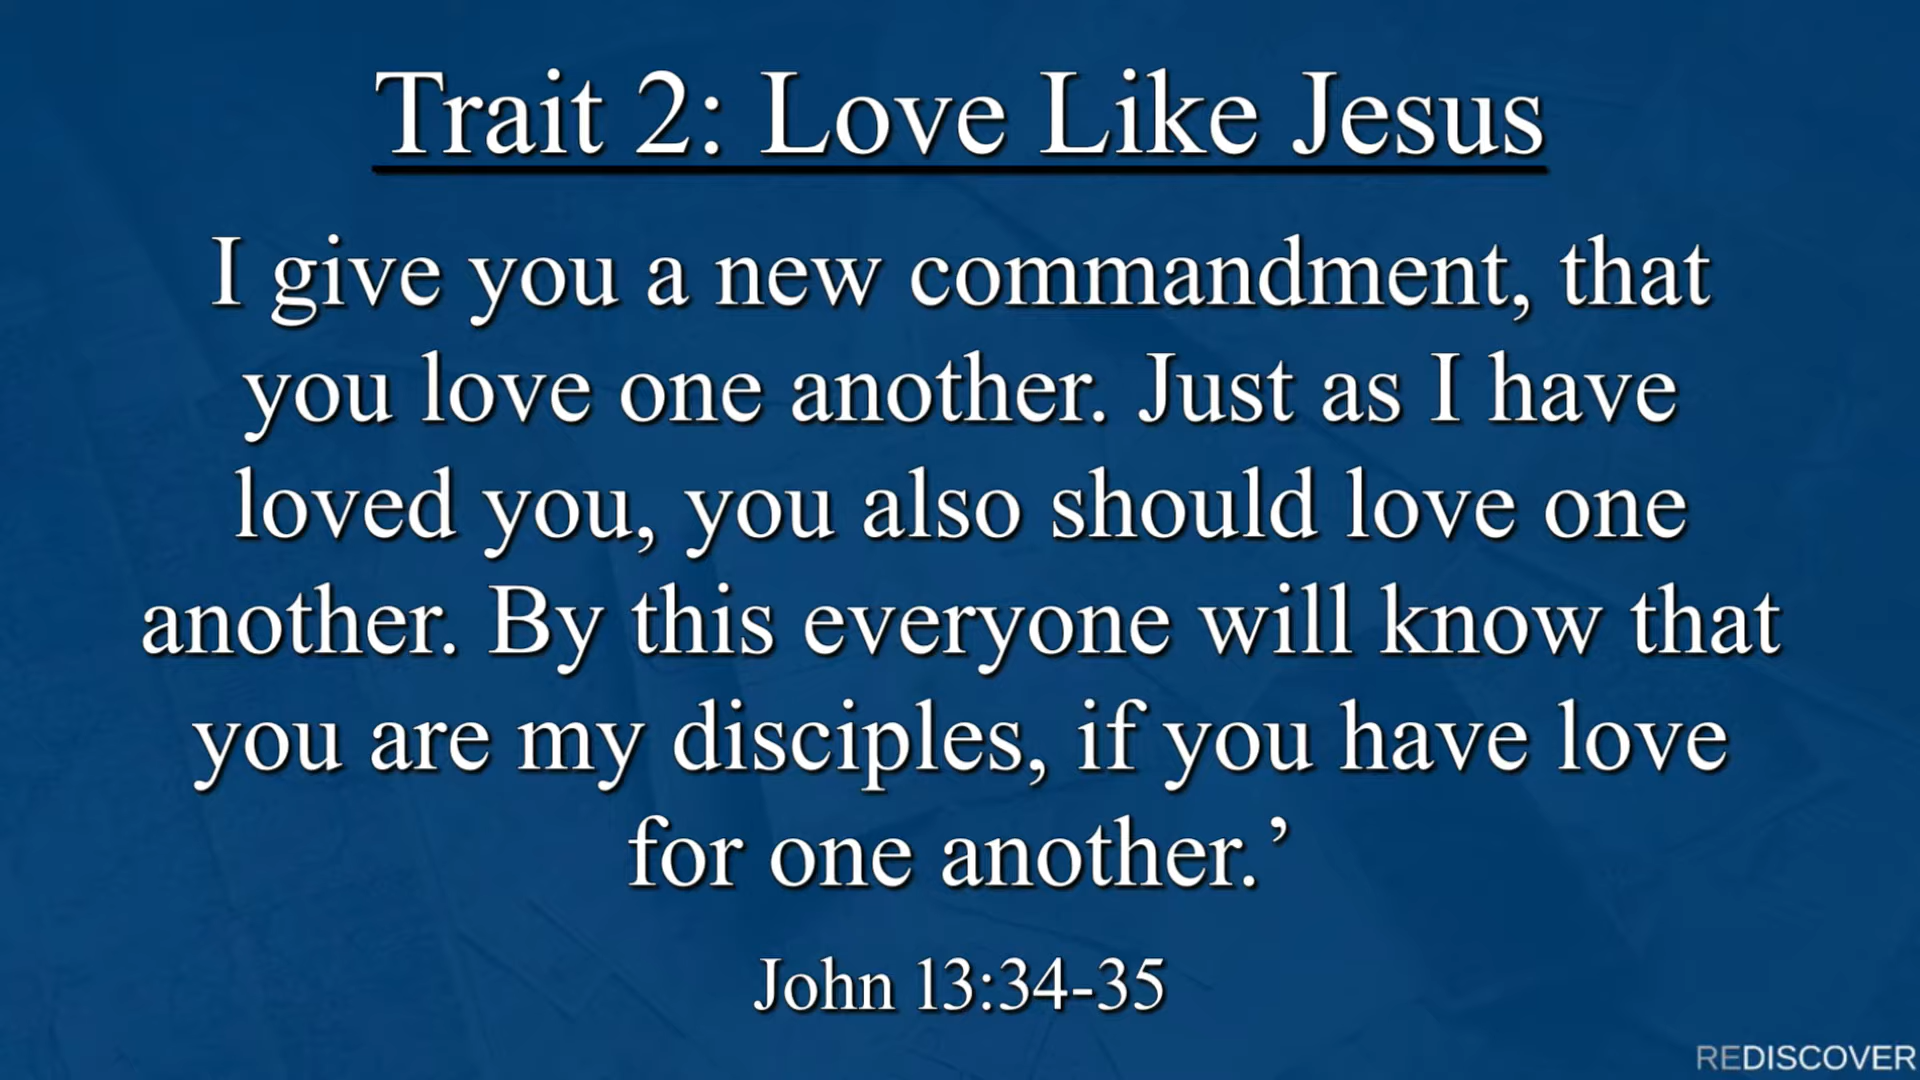 Trait 2: Love Like Jesus
I give you a new commandment, that
you love one another. Just as I have
loved you, you also should love one
another. By this everyone will know that
you are my disciples, if you have love
for one another.’
John 13:34-35
REDISCOVER